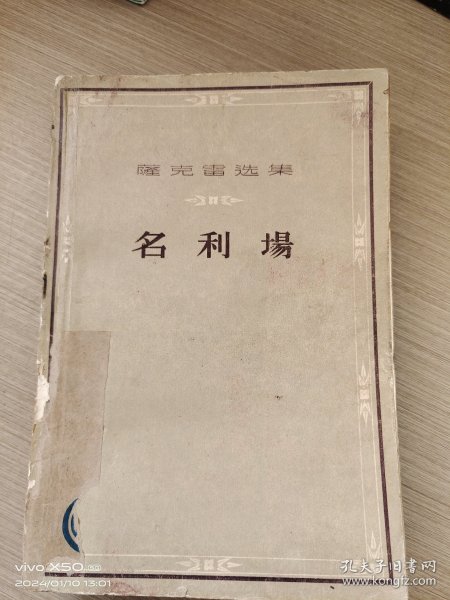 薩克雷选集
名利場
vivo X50
2024/01/10 13:01
孔夫子旧书网
www.kongfz.com